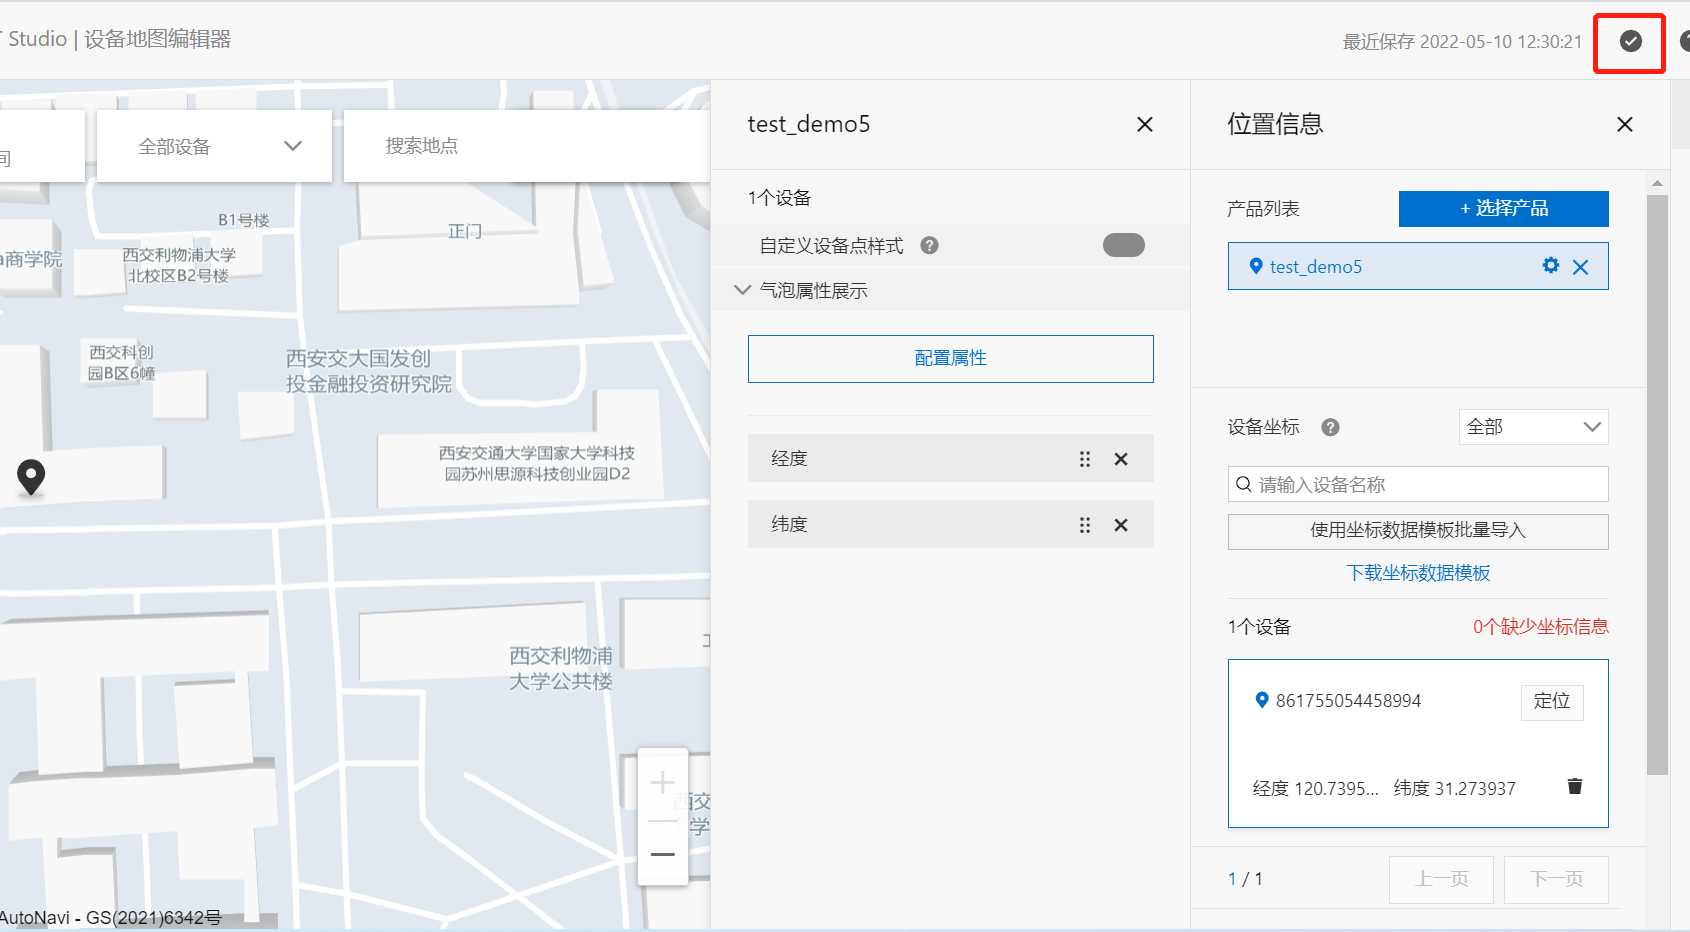 Studio | 设备地图编辑器
最近保存 2022-05-10 12:30:21
间
全部设备
搜索地点
B1号楼
正门
a商学院
西交利物浦大学
北校区B2号楼
西交科创
园B区6幢
西安交大国发创
投金融投资研究院
西安交通大学国家大学科技
园苏州思源科技创业园D2
西交利物浦
大学公共楼
西交
学
AutoNavi - GS(2021)6342号
test_demo5
1个设备
自定义设备点样式
气泡属性展示
配置属性
经度
纬度
位置信息
产品列表
+ 选择产品
test_demo5
设备坐标
全部
请输入设备名称
使用坐标数据模板批量导入
下载坐标数据模板
1个设备
0个缺少坐标信息
861755054458994
定位
经度 120.7395... 纬度 31.273937
1 / 1
上一页
下一页